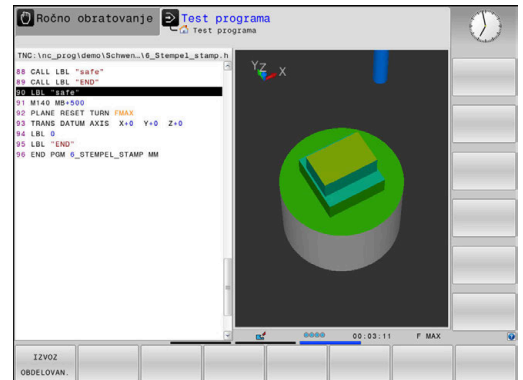 Ročno obratovanje
Test programa
Test programa
TNC:\nc_prog\demo\Schwen…\6_Stempel_stamp.h
88 CALL LBL "safe"
89 CALL LBL "END"
90 LBL "safe"
91 M140 MB+500
92 PLANE RESET TURN FMAX
93 TRANS DATUM AXIS X+0 Y+0 Z+0
94 LBL 0
95 LBL "END"
96 END PGM 6_STEMPEL_STAMP MM
Y
Z
X
00:03:11
F MAX
IZVOZ
OBDELOVAN.